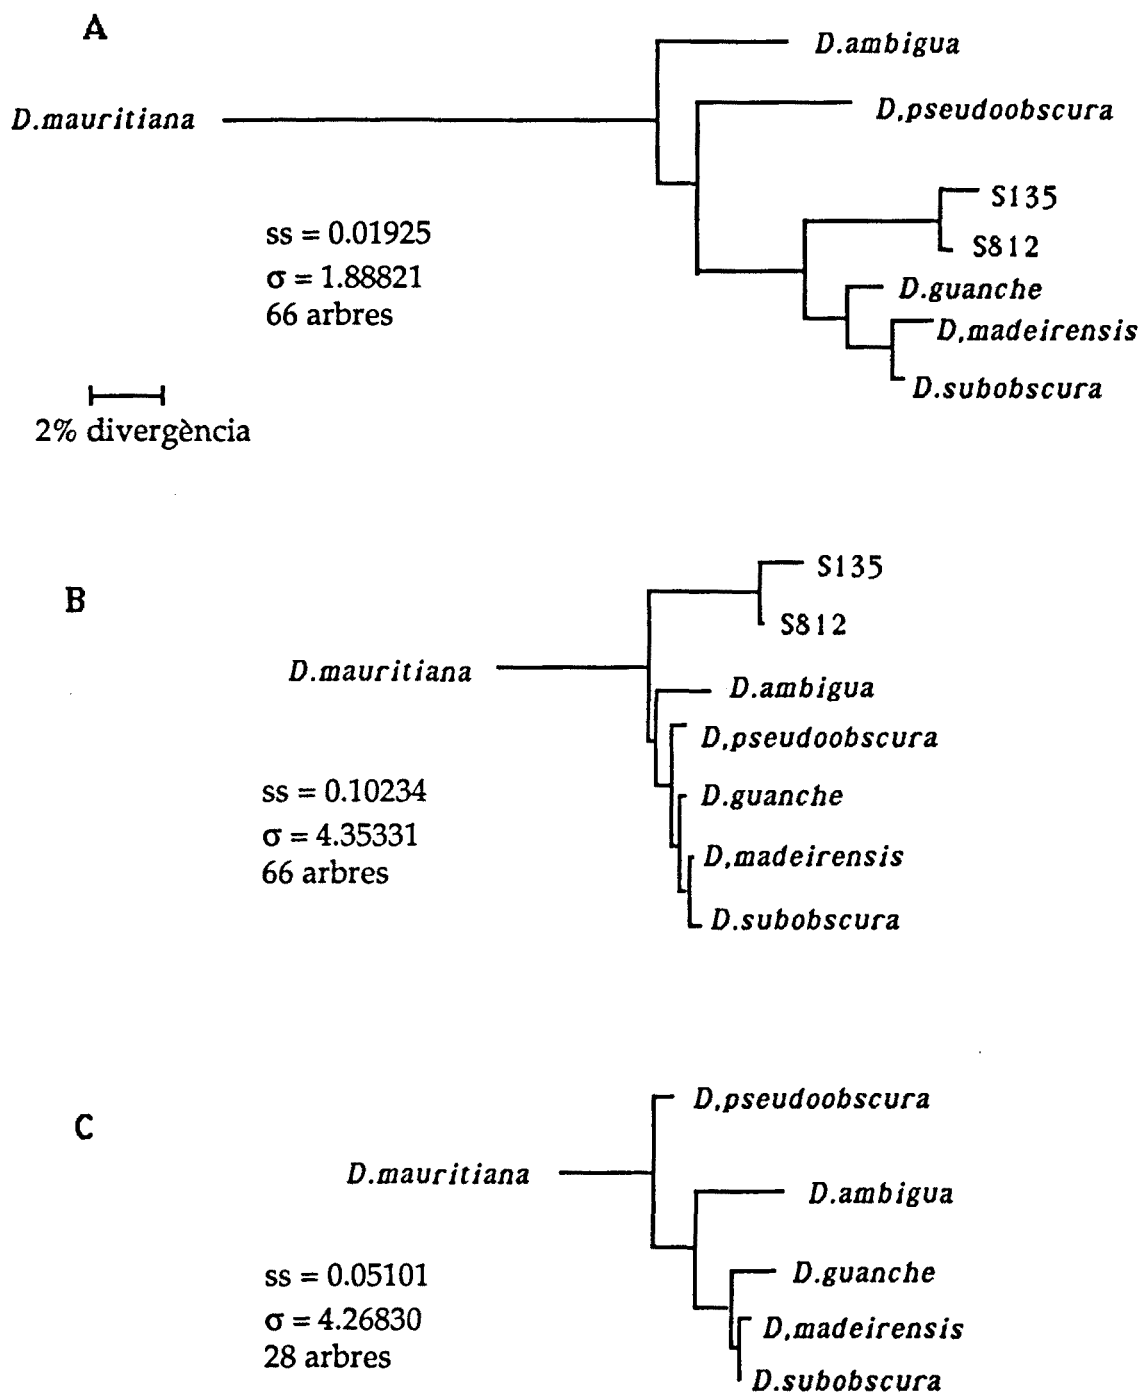 A
D.ambigua
D.mauritiana
D,pseudoobscura
S135
S812
D.guanche
D,madeirensis
D.subobscura
ss = 0.01925
σ = 1.88821
66 arbres
2% divergència
B
S135
S812
D.mauritiana
D.ambigua
D,pseudoobscura
D.guanche
D,madeirensis
D.subobscura
ss = 0.10234
σ = 4.35331
66 arbres
C
D,pseudoobscura
D.mauritiana
D.ambigua
D.guanche
D,madeirensis
D.subobscura
ss = 0.05101
σ = 4.26830
28 arbres